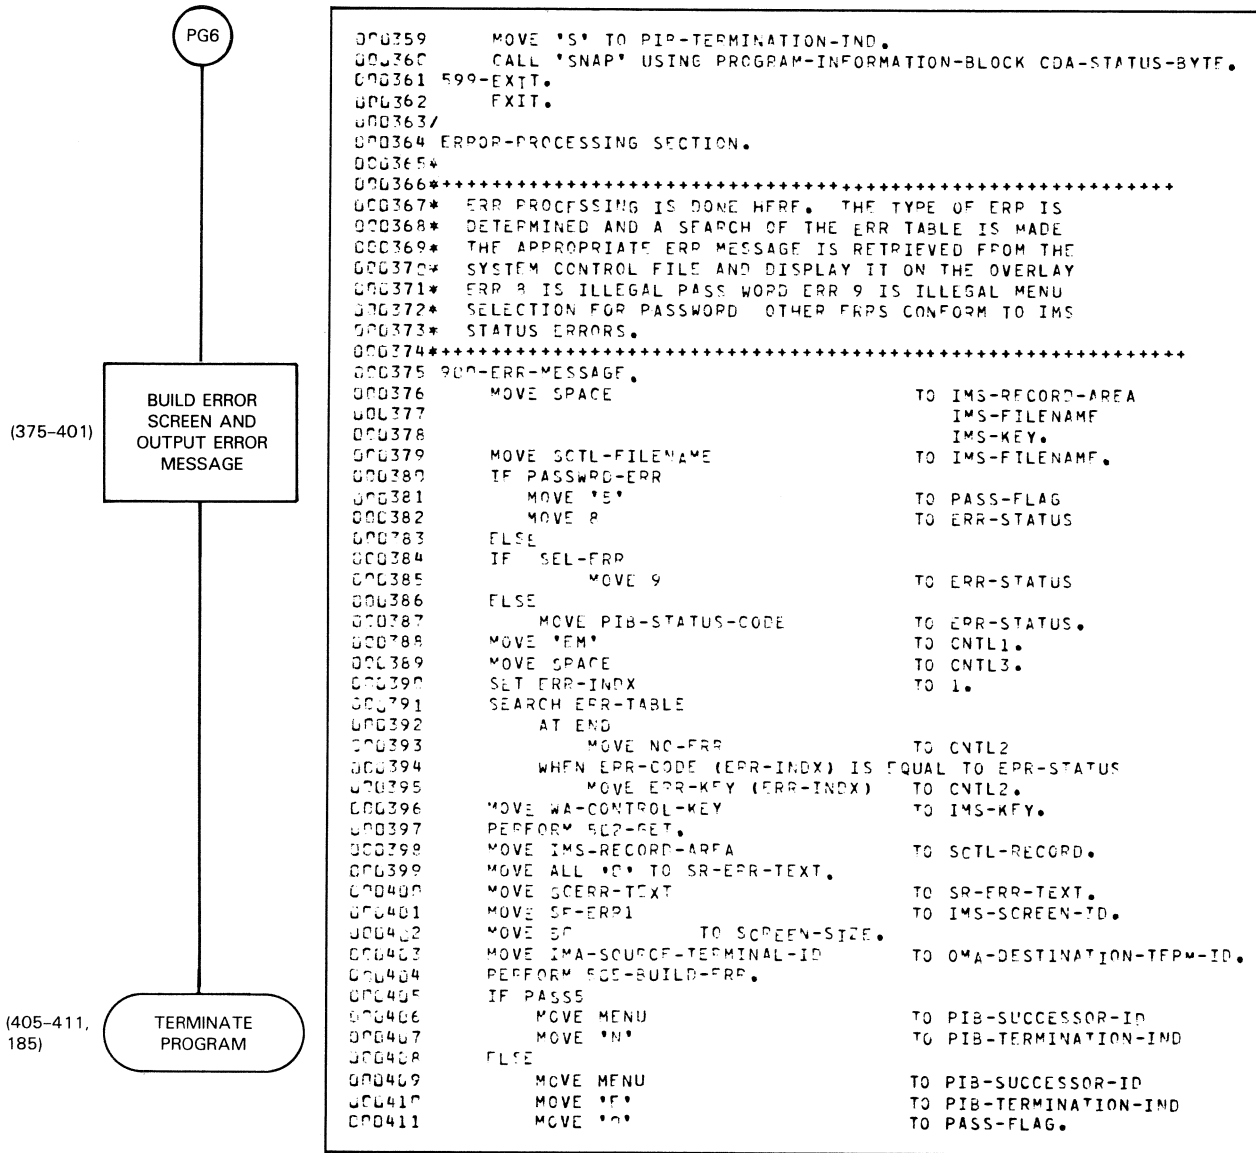 PG6
000359 MOVE 'S' TO PIB-TERMINATION-IND.
000360 CALL 'SNAP' USING PROGRAM-INFORMATION-BLOCK CDA-STATUS-BYTE.
000361 599-EXIT.
000362 EXIT.
000363/
000364 ERROR-PROCESSING SECTION.
000365*
000366*++++++++++++++++++++++++++++++++++++++++++++++++++++++++++
000367* ERR PROCESSING IS DONE HERE. THE TYPE OF ERR IS
000368* DETERMINED AND A SEARCH OF THE ERR TABLE IS MADE
000369* THE APPROPRIATE ERR MESSAGE IS RETRIEVED FROM THE
000370* SYSTEM CONTROL FILE AND DISPLAY IT ON THE OVERLAY
000371* ERR 8 IS ILLEGAL PASS WORD ERR 9 IS ILLEGAL MENU
000372* SELECTION FOR PASSWORD OTHER ERRS CONFORM TO IMS
000373* STATUS ERRORS.
000374*+++++++++++++++++++++++++++++++++++++++++++++++++++++++++++
000375 900-ERR-MESSAGE.
000376 MOVE SPACE TO IMS-RECORD-AREA
000377 IMS-FILENAME
000378 IMS-KEY.
000379 MOVE SCTL-FILENAME TO IMS-FILENAME.
000380 IF PASSWRD-ERR
000381 MOVE 'E' TO PASS-FLAG
000382 MOVE 8 TO ERR-STATUS
000383 ELSE
000384 IF SEL-ERR
000385 MOVE 9 TO ERR-STATUS
000386 ELSE
000387 MOVE PIB-STATUS-CODE TO ERR-STATUS.
000388 MOVE 'EM' TO CNTL1.
000389 MOVE SPACE TO CNTL3.
000390 SET ERR-INDX TO 1.
000391 SEARCH ERR-TABLE
000392 AT END
000393 MOVE NO-ERR TO CNTL2
000394 WHEN ERR-CODE (ERR-INDX) IS EQUAL TO ERR-STATUS
000395 MOVE ERR-KEY (ERR-INDX) TO CNTL2.
000396 MOVE WA-CONTROL-KEY TO IMS-KEY.
000397 PERFORM 502-GET.
000398 MOVE IMS-RECORD-AREA TO SCTL-RECORD.
000399 MOVE ALL TO SR-ERR-TEXT.
000400 MOVE SCERR-TEXT TO SR-ERR-TEXT.
000401 MOVE SF-ERR1 TO IMS-SCREEN-ID.
000402 MOVE TO SCREEN-SIZE.
000403 MOVE IMA-SOURCE-TERMINAL-ID TO OMA-DESTINATION-TERM-ID.
000404 PERFORM
000405 IF PASS5
000406 MOVE MENU TO PIB-SUCCESSOR-ID
000407 MOVE 'N' TO PIB-TERMINATION-IND
000408 ELSE
000409 MOVE MENU TO PIB-SUCCESSOR-ID
000410 MOVE TO PIB-TERMINATION-IND
000411 MOVE TO PASS-FLAG.
(375–401)
BUILD ERROR
SCREEN AND
OUTPUT ERROR
MESSAGE
(405–411,
185)
TERMINATE
PROGRAM